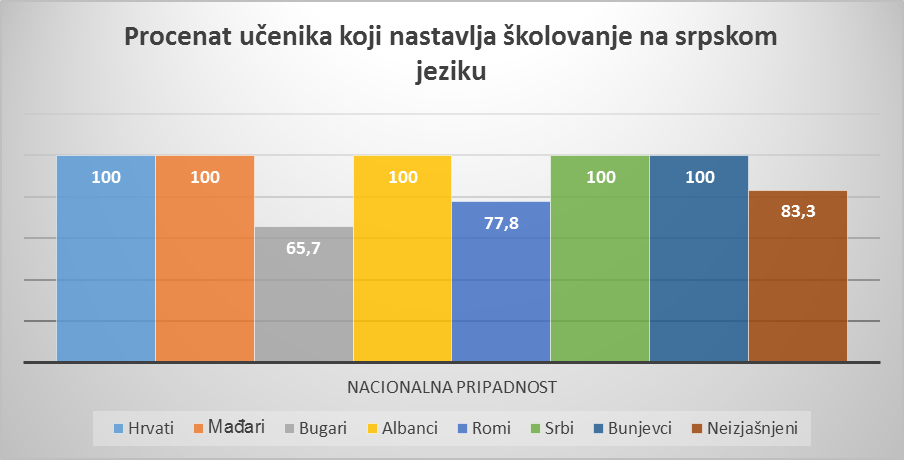 Procenat učenika koji nastavlja školovanje na srpskom
jeziku
100 100 65,7 100 77,8 100 100 83,3
NACIONALNA PRIPADNOST
Hrvati Mađari Bugari Albanci Romi Srbi Bunjevci Neizjašnjeni